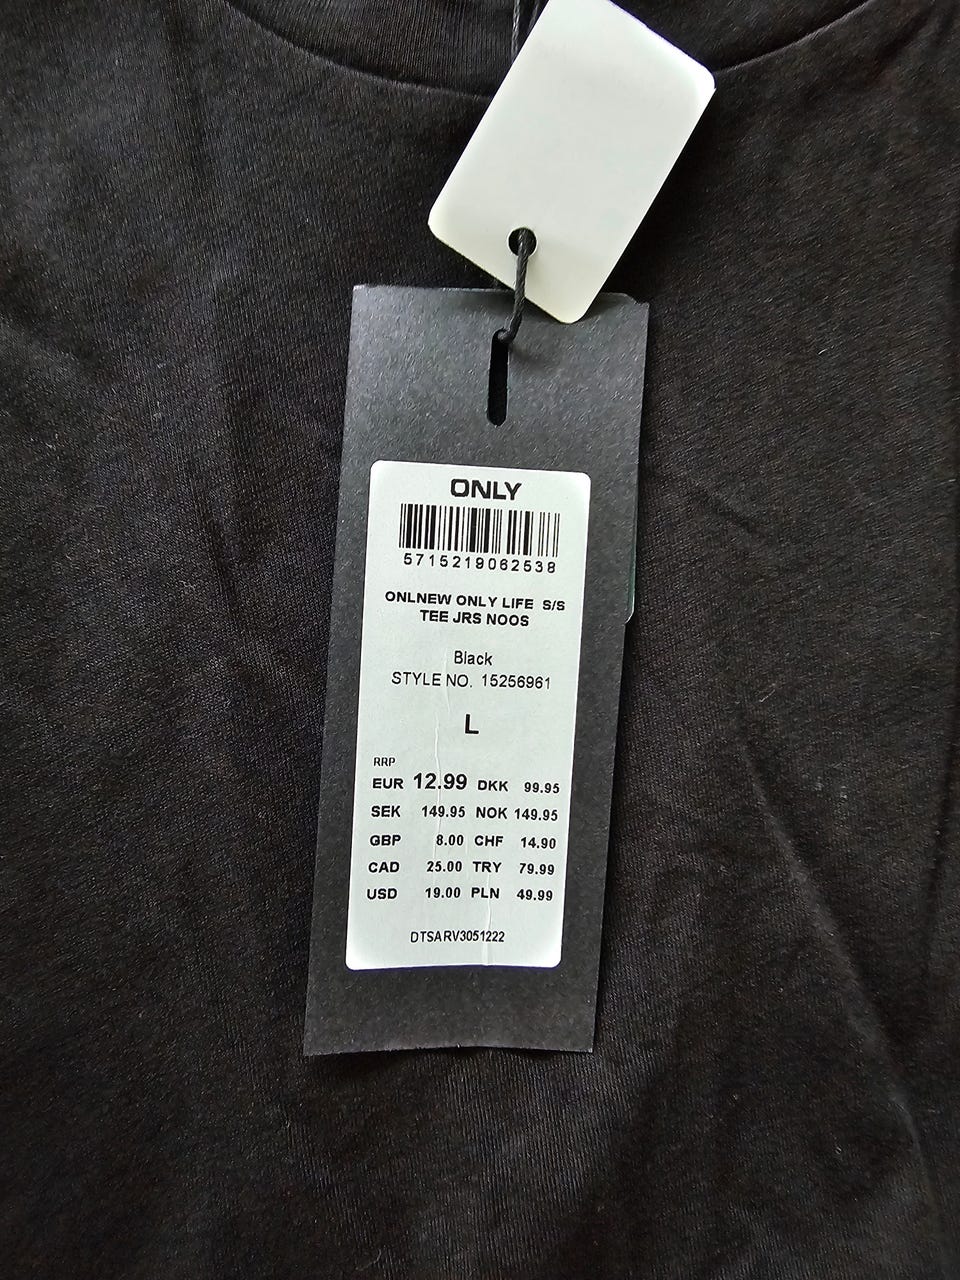 ONLY
5715219062538
ONLNEW ONLY LIFE S/S
TEE JRS NOOS
Black
STYLE NO. 15256961
L
RRP
EUR 12.99 DKK 99.95
SEK 149.95 NOK 149.95
GBP 8.00 CHF 14.90
CAD 25.00 TRY 79.99
USD 19.00 PLN 49.99
DTSARV3051222